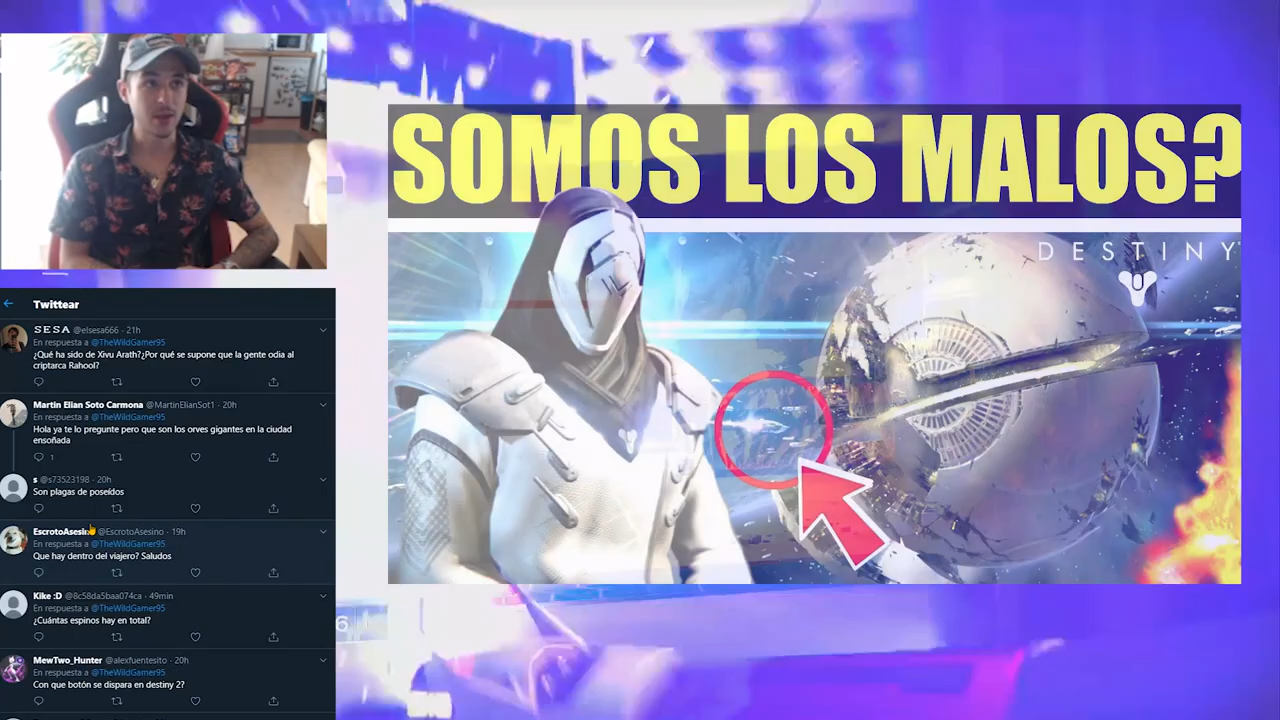 SOMOS LOS MALOS?
DESTINY
Twittear
SESA @elsesa666 · 21h
En respuesta a @TheWildGamer95
¿Qué ha sido de Xivu Arath?¿Por qué se supone que la gente odia al
criptarca Rahool?
Martin Elian Soto Carmona @MartinElianSot1 · 20h
En respuesta a @TheWildGamer95
Hola ya te lo pregunte pero que son los orves gigantes en la ciudad
ensoñada
1
s @s73523198 · 20h
Son plagas de poseídos
EscrotoAsesino @EscrotoAsesino · 19h
En respuesta a @TheWildGamer95
Que hay dentro del viajero? Saludos
Kike :D @8c58da5baa074ca · 49min
En respuesta a @TheWildGamer95
¿Cuántas espinos hay en total?
6
MewTwo_Hunter @alexfuentesito · 20h
En respuesta a @TheWildGamer95
Con que botón se dispara en destiny 2?